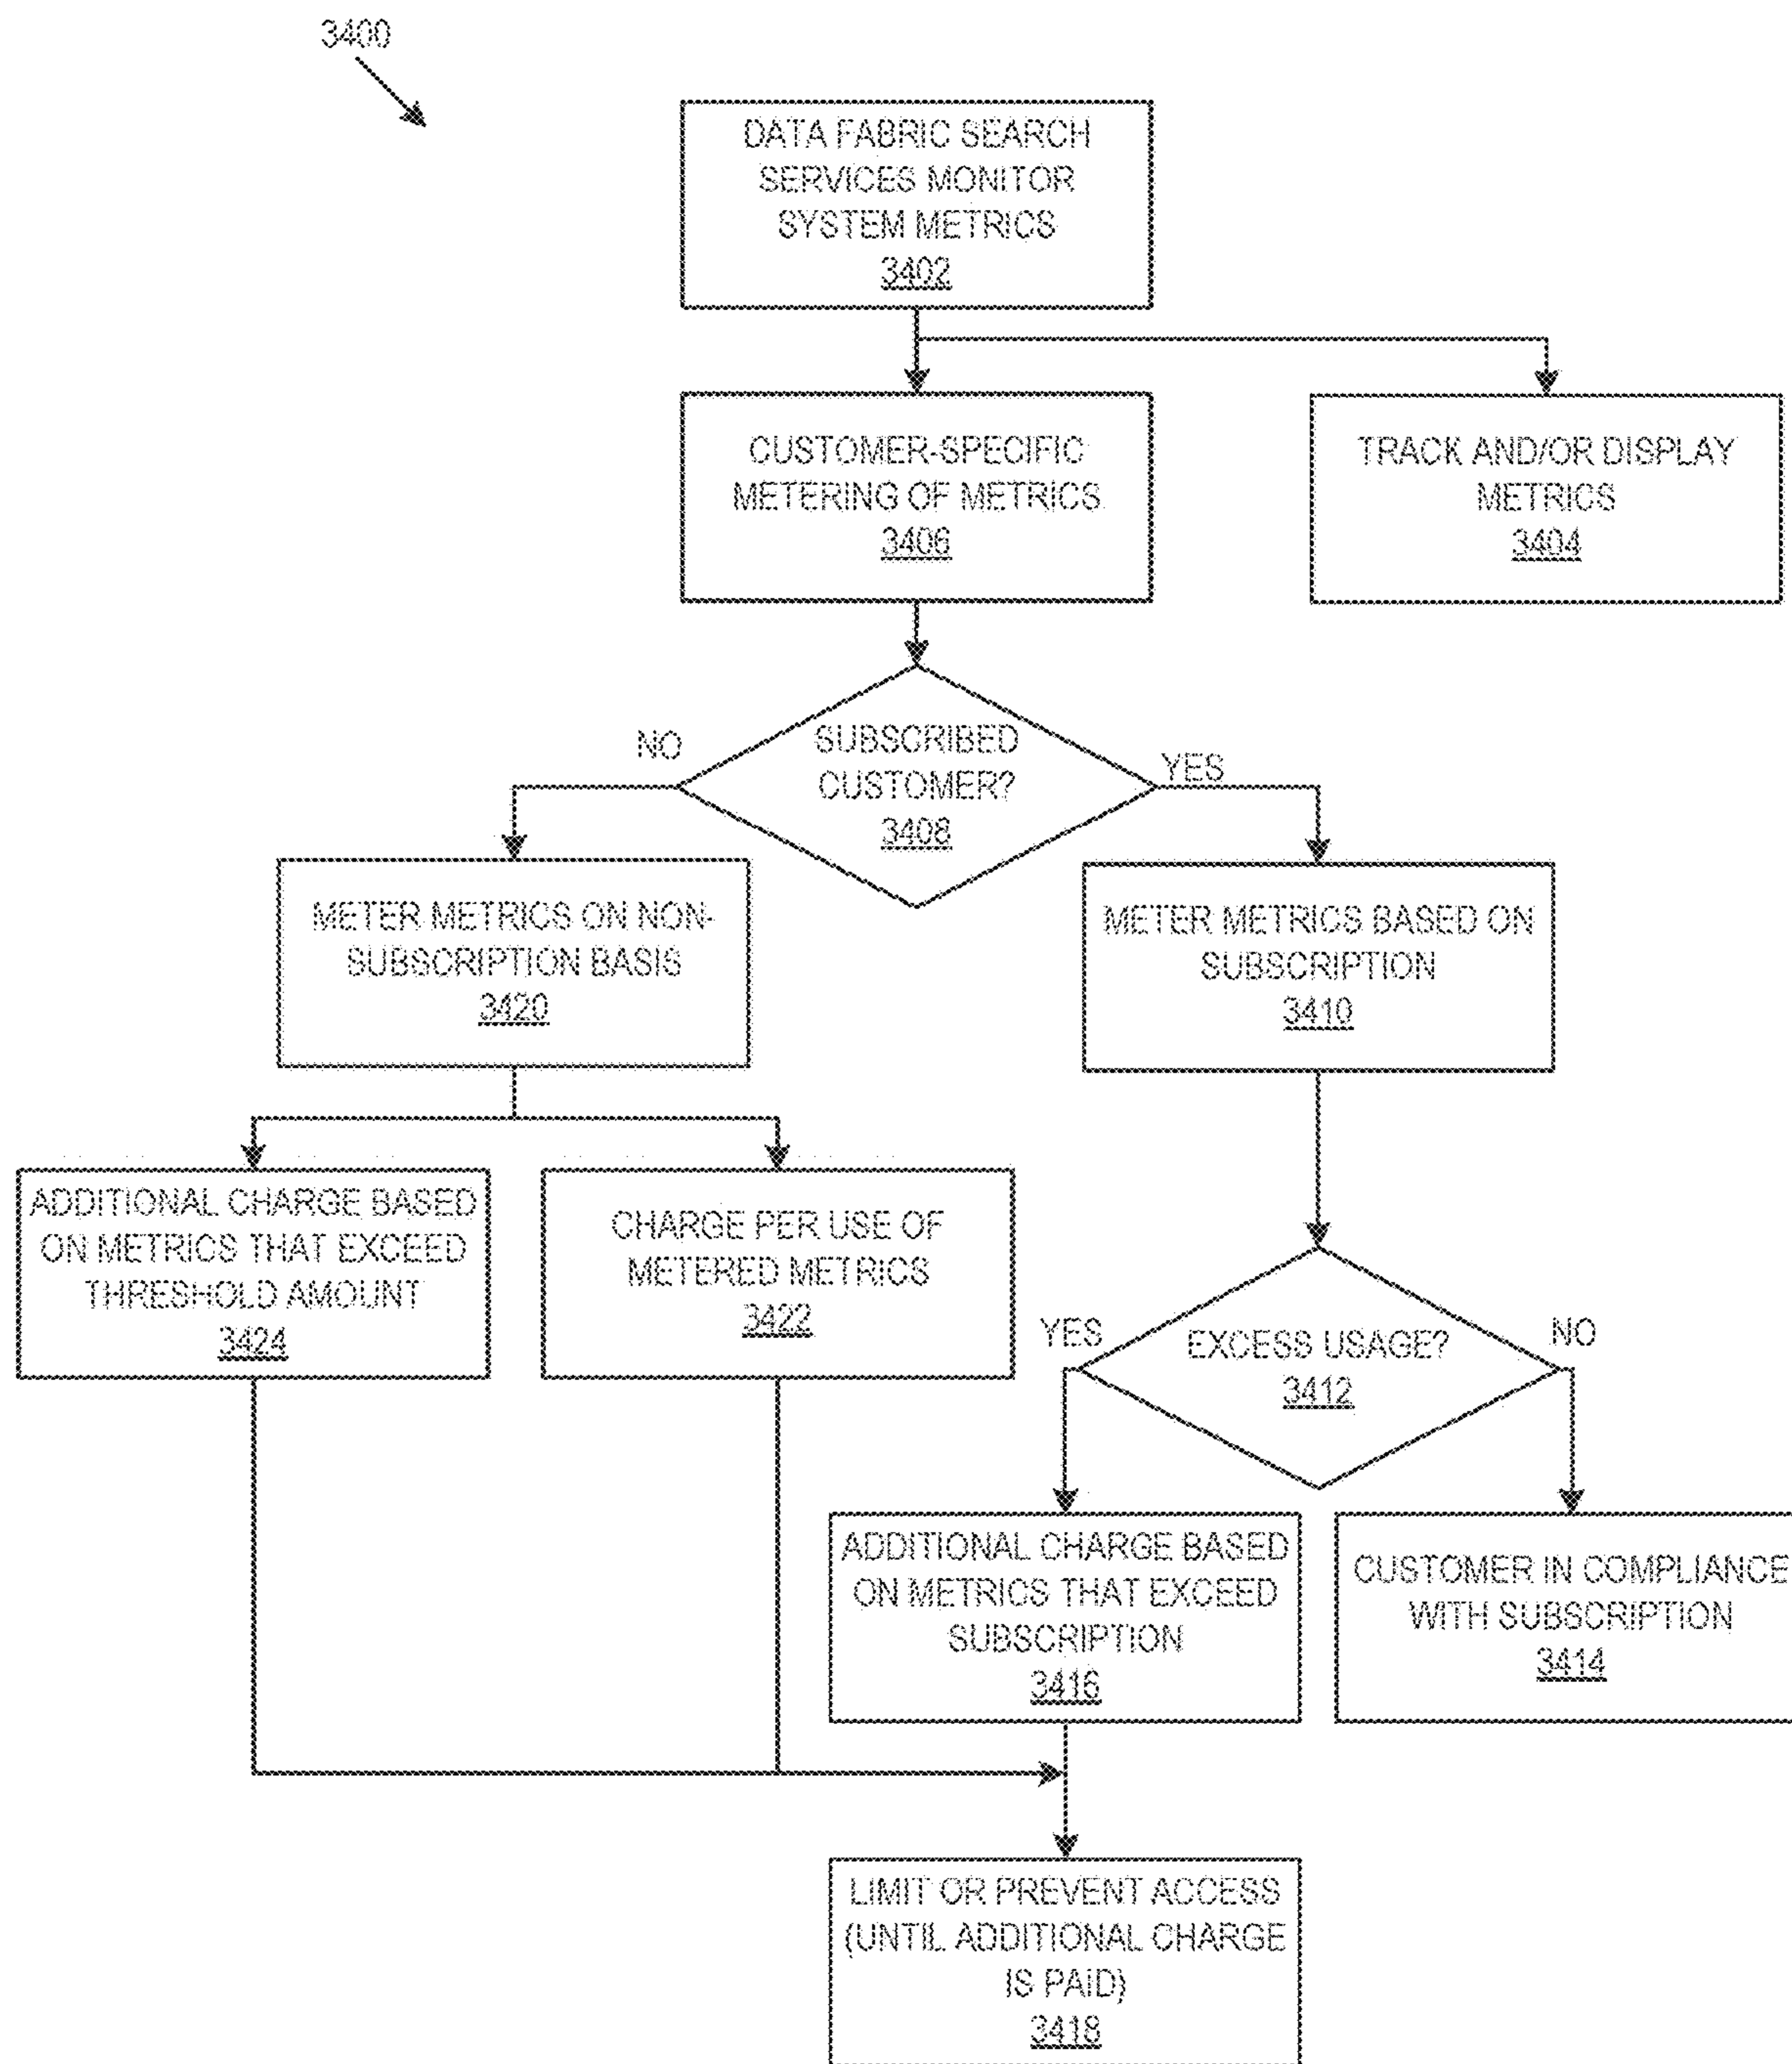 3400
DATA FABRIC SEARCH
SERVICES MONITOR
SYSTEM METRICS
3402
CUSTOMER-SPECIFIC
METERING OF METRICS
3406
TRACK AND/OR DISPLAY
METRICS
3404
SUBSCRIBED
CUSTOMER?
3408
NO
YES
METER METRICS ON NON-
SUBSCRIPTION BASIS
3420
METER METRICS BASED ON
SUBSCRIPTION
3410
ADDITIONAL CHARGE BASED
ON METRICS THAT EXCEED
THRESHOLD AMOUNT
3424
CHARGE PER USE OF
METERED METRICS
3422
YES
EXCESS USAGE?
3412
NO
ADDITIONAL CHARGE BASED
ON METRICS THAT EXCEED
SUBSCRIPTION
3416
CUSTOMER IN COMPLIANCE
WITH SUBSCRIPTION
3414
LIMIT OR PREVENT ACCESS
(UNTIL ADDITIONAL CHARGE
IS PAID)
3418